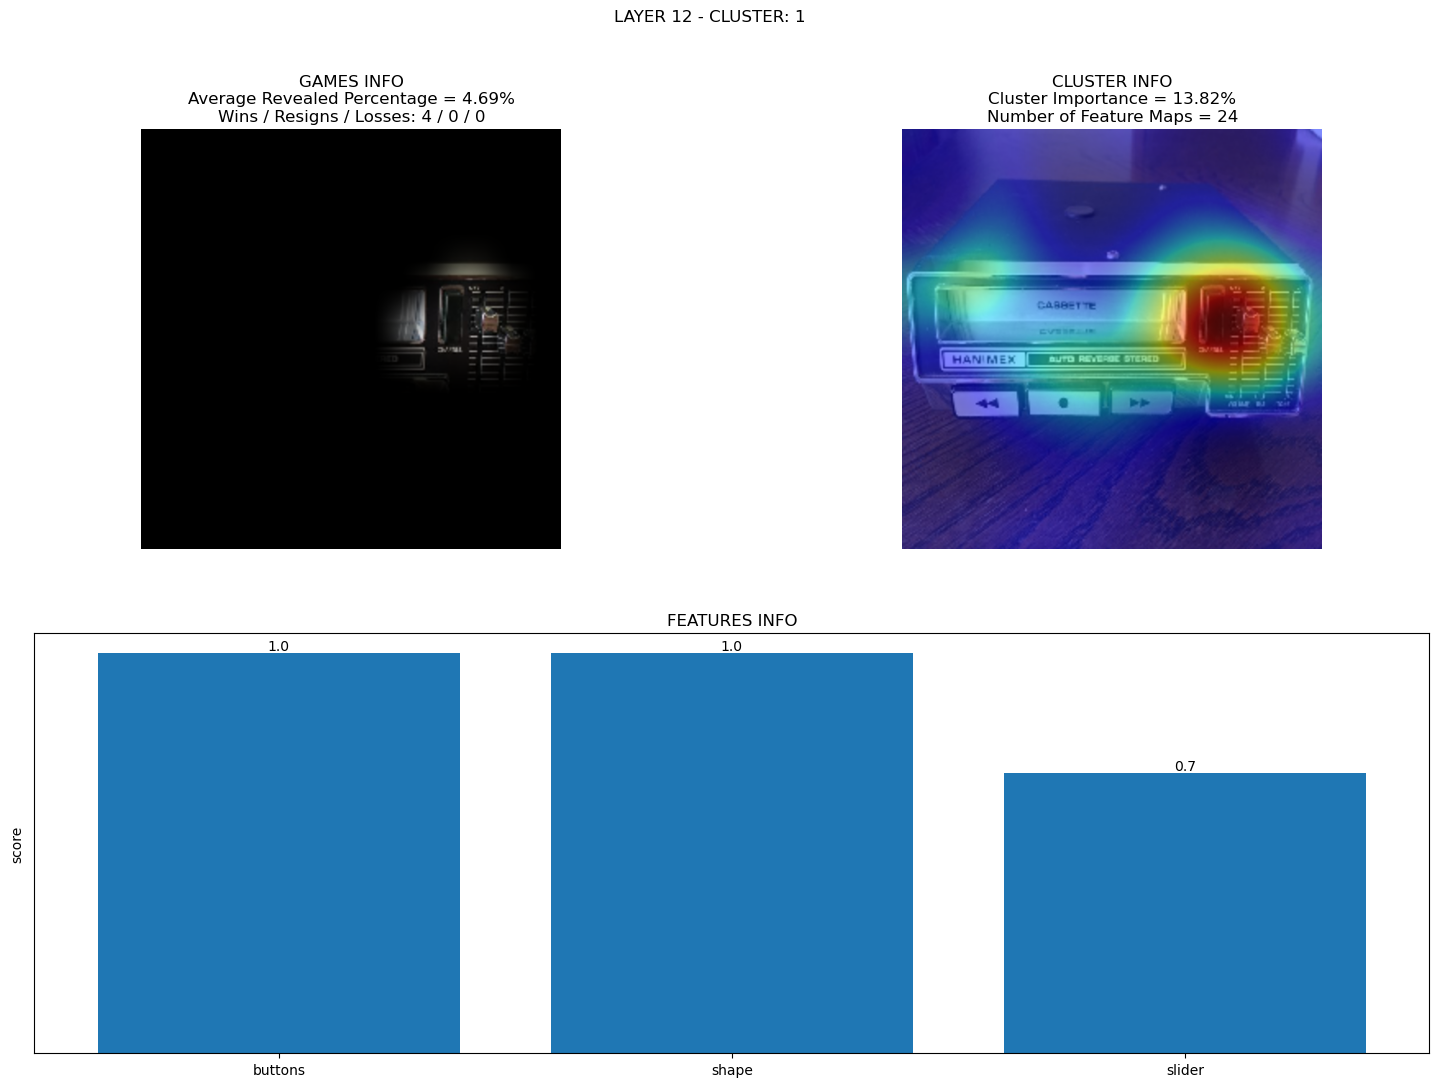 LAYER 12 - CLUSTER: 1
GAMES INFO
Average Revealed Percentage = 4.69%
Wins / Resigns / Losses: 4 / 0 / 0
CLUSTER INFO
Cluster Importance = 13.82%
Number of Feature Maps = 24
CASSETTE
HANIMEX AUTO REVERSE STEREO
FEATURES INFO
score
1.0
1.0
0.7
buttons
shape
slider